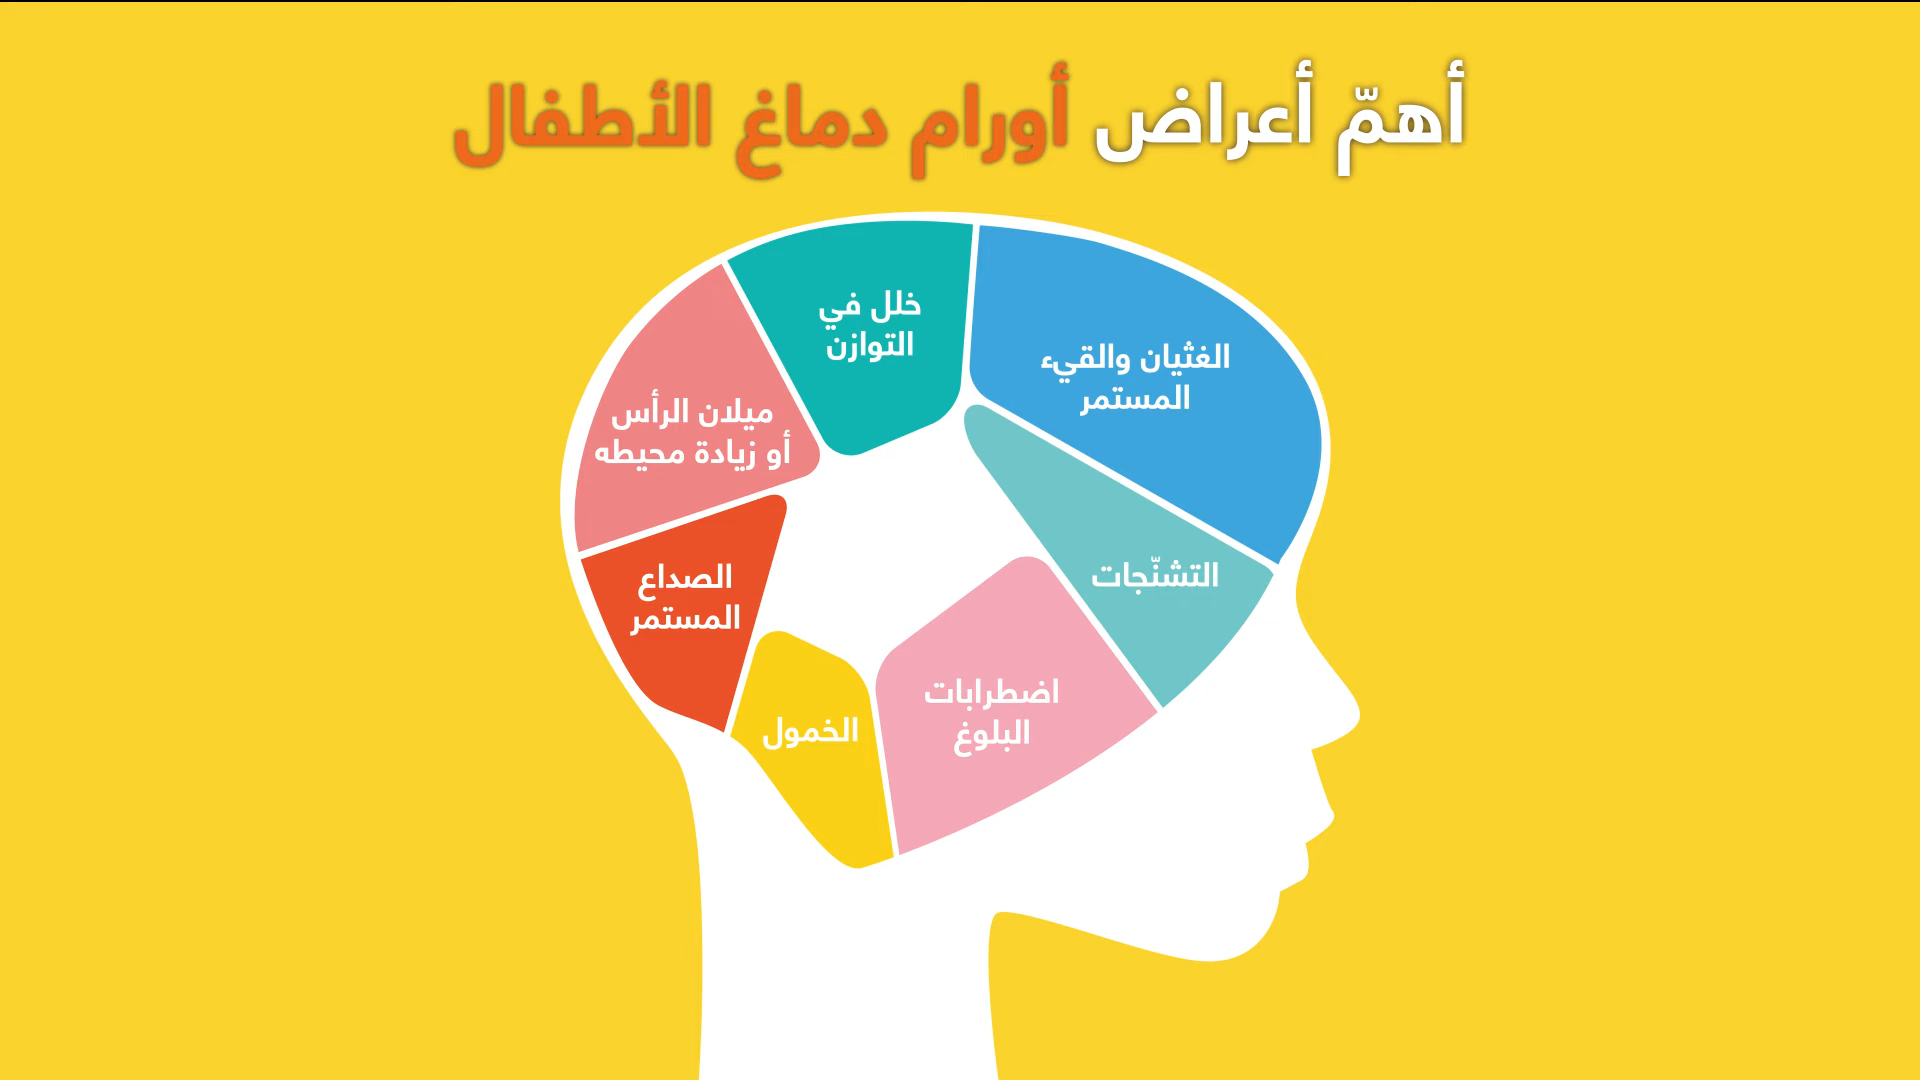 أهمّ أعراض أورام دماغ الأطفال
الغثيان والقيء
المستمر
خلل في
التوازن
ميلان الرأس
أو زيادة محيطه
الصداع
المستمر
الخمول
اضطرابات
البلوغ
التشنّجات